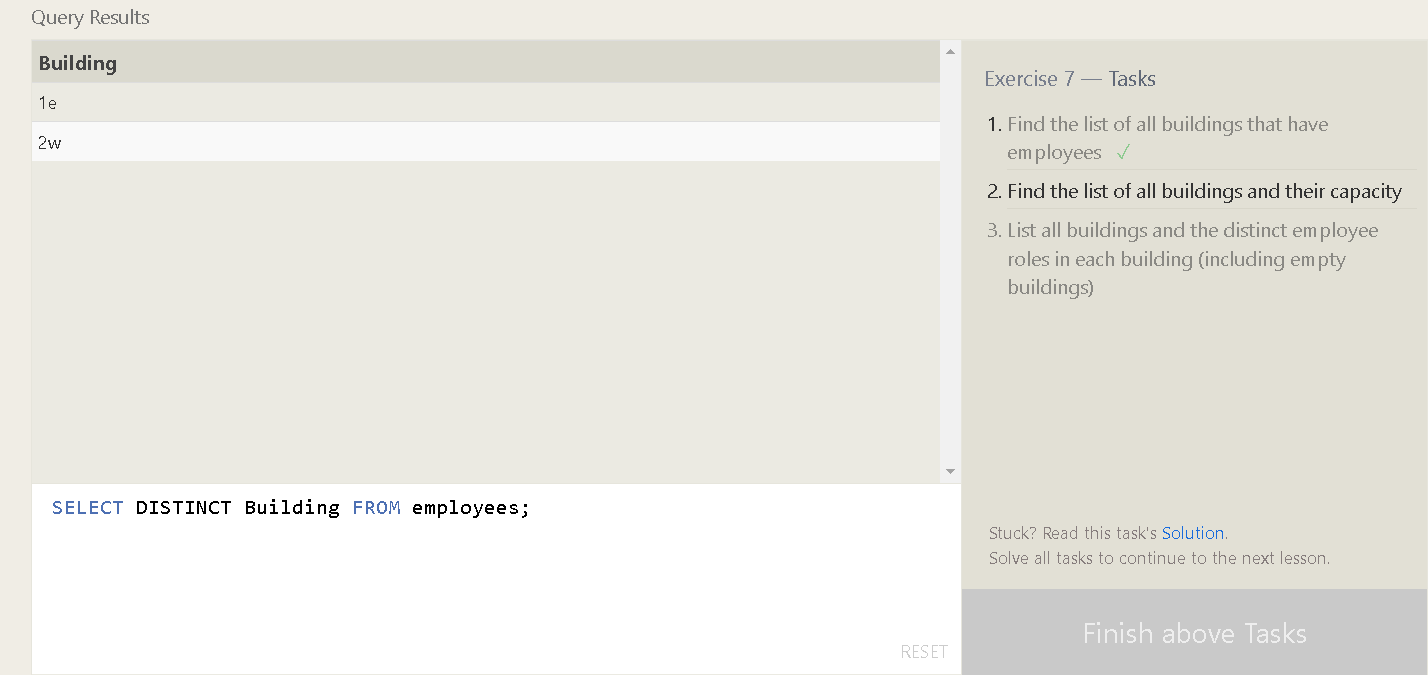 Query Results
Building
1e
2w
SELECT DISTINCT Building FROM employees;
RESET
Exercise 7 — Tasks
1. Find the list of all buildings that have
employees ✓
2. Find the list of all buildings and their capacity
3. List all buildings and the distinct employee
roles in each building (including empty
buildings)
Stuck? Read this task's Solution.
Solve all tasks to continue to the next lesson.
Finish above Tasks